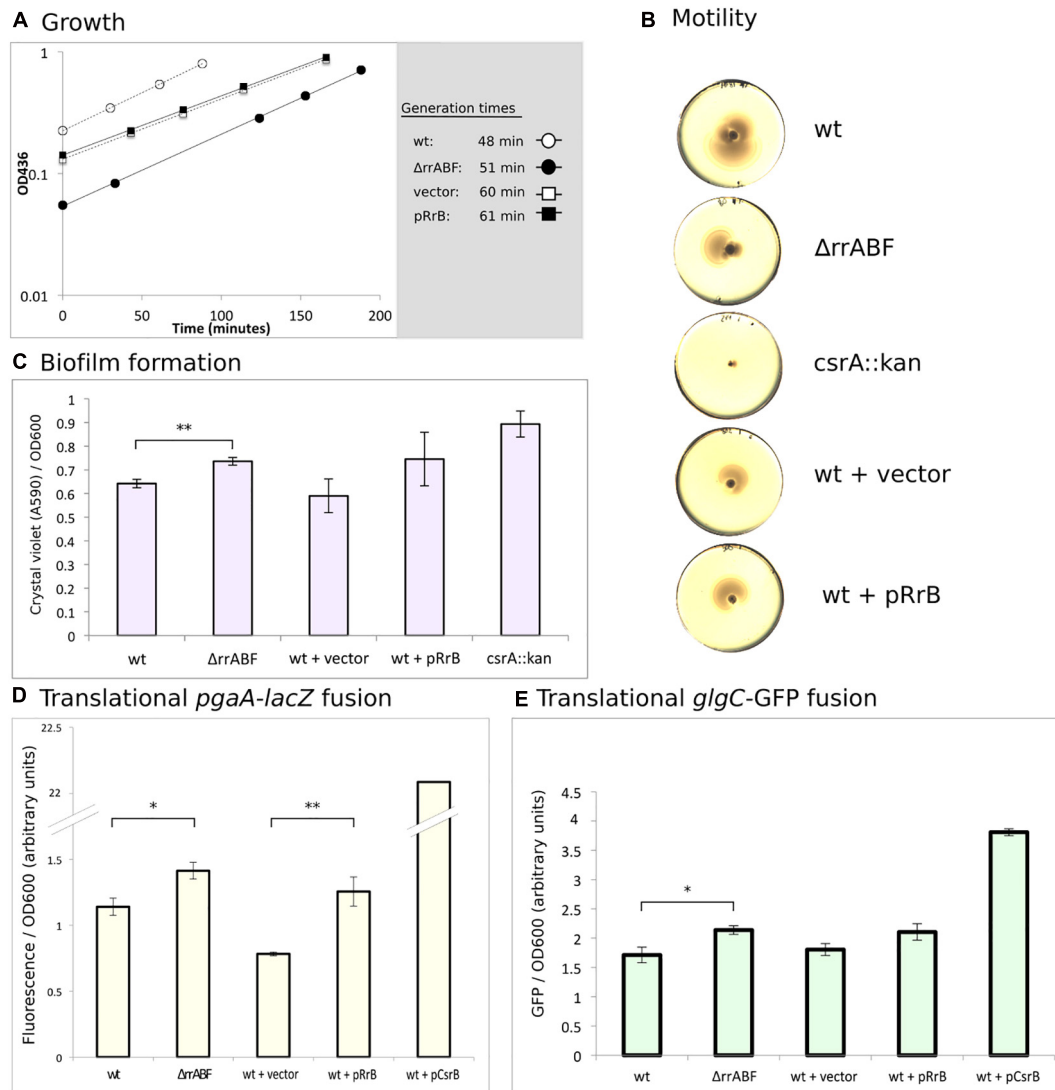 A Growth
1
0.1
0.01
OD436
0 50 100 150 200
Time (minutes)
Generation times
wt: 48 min
ΔrrABF: 51 min
vector: 60 min
pRrB: 61 min
B Motility
wt
ΔrrABF
csrA::kan
wt + vector
wt + pRrB
C Biofilm formation
Crystal violet (A590) / OD600
1
0.9
0.8
0.7
0.6
0.5
0.4
0.3
0.2
0.1
0
**
wt ΔrrABF wt + vector wt + pRrB csrA::kan
D Translational pgaA-lacZ fusion
Fluorescence / OD600 (arbitrary units)
22.5
22
1.5
1
0.5
0
*
**
wt ΔrrABF wt + vector wt + pRrB wt + pCsrB
E Translational glgC-GFP fusion
GFP / OD600 (arbitrary units)
4.5
4
3.5
3
2.5
2
1.5
1
0.5
0
*
wt ΔrrABF wt + vector wt + pRrB wt + pCsrB